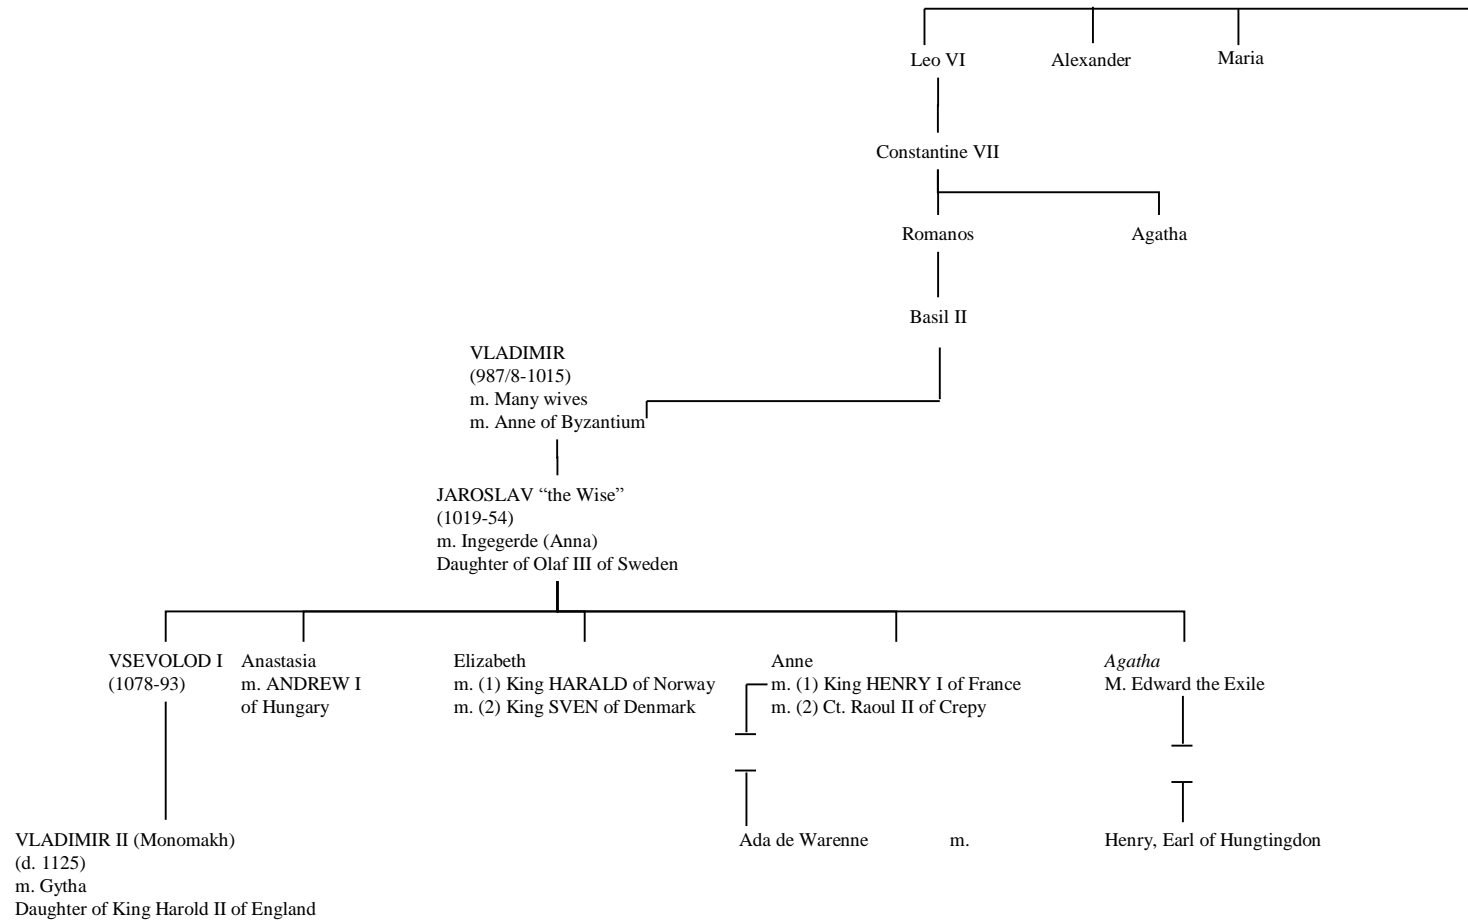 Leo VI
Alexander
Maria
Constantine VII
Romanos
Agatha
Basil II
VLADIMIR
(987/8-1015)
m. Many wives
m. Anne of Byzantium
JAROSLAV “the Wise”
(1019-54)
m. Ingegerde (Anna)
Daughter of Olaf III of Sweden
VSEVOLOD I
(1078-93)
Anastasia
m. ANDREW I
of Hungary
Elizabeth
m. (1) King HARALD of Norway
m. (2) King SVEN of Denmark
Anne
m. (1) King HENRY I of France
m. (2) Ct. Raoul II of Crepy
Agatha
M. Edward the Exile
VLADIMIR II (Monomakh)
(d. 1125)
m. Gytha
Daughter of King Harold II of England
Ada de Warenne
m.
Henry, Earl of Hungtingdon